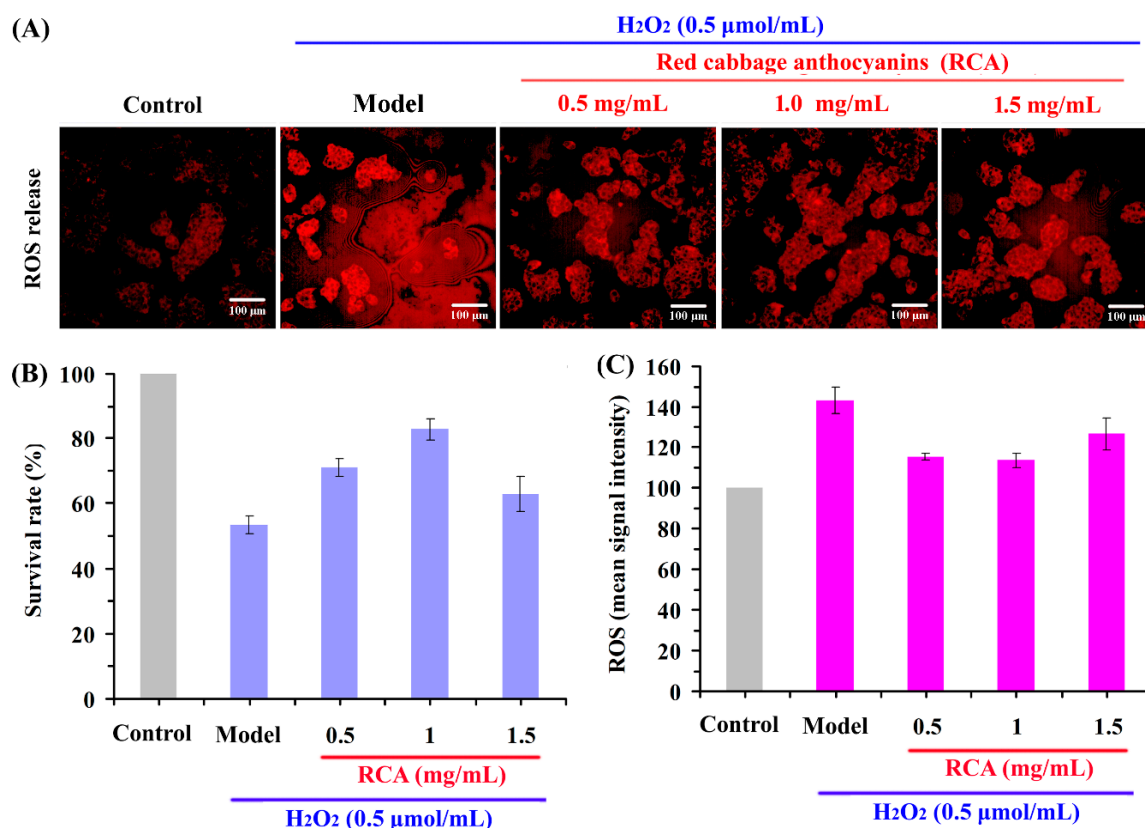 (A)
H₂O₂ (0.5 μmol/mL)
Red cabbage anthocyanins (RCA)
Control
Model
0.5 mg/mL
1.0 mg/mL
1.5 mg/mL
ROS release
100 μm
100 μm
100 μm
100 μm
100 μm
(B)
Survival rate (%)
100
80
60
40
20
0
Control
Model
0.5
1
1.5
RCA (mg/mL)
H₂O₂ (0.5 μmol/mL)
(C)
ROS (mean signal intensity)
160
140
120
100
80
60
40
20
0
Control
Model
0.5
1
1.5
RCA (mg/mL)
H₂O₂ (0.5 μmol/mL)